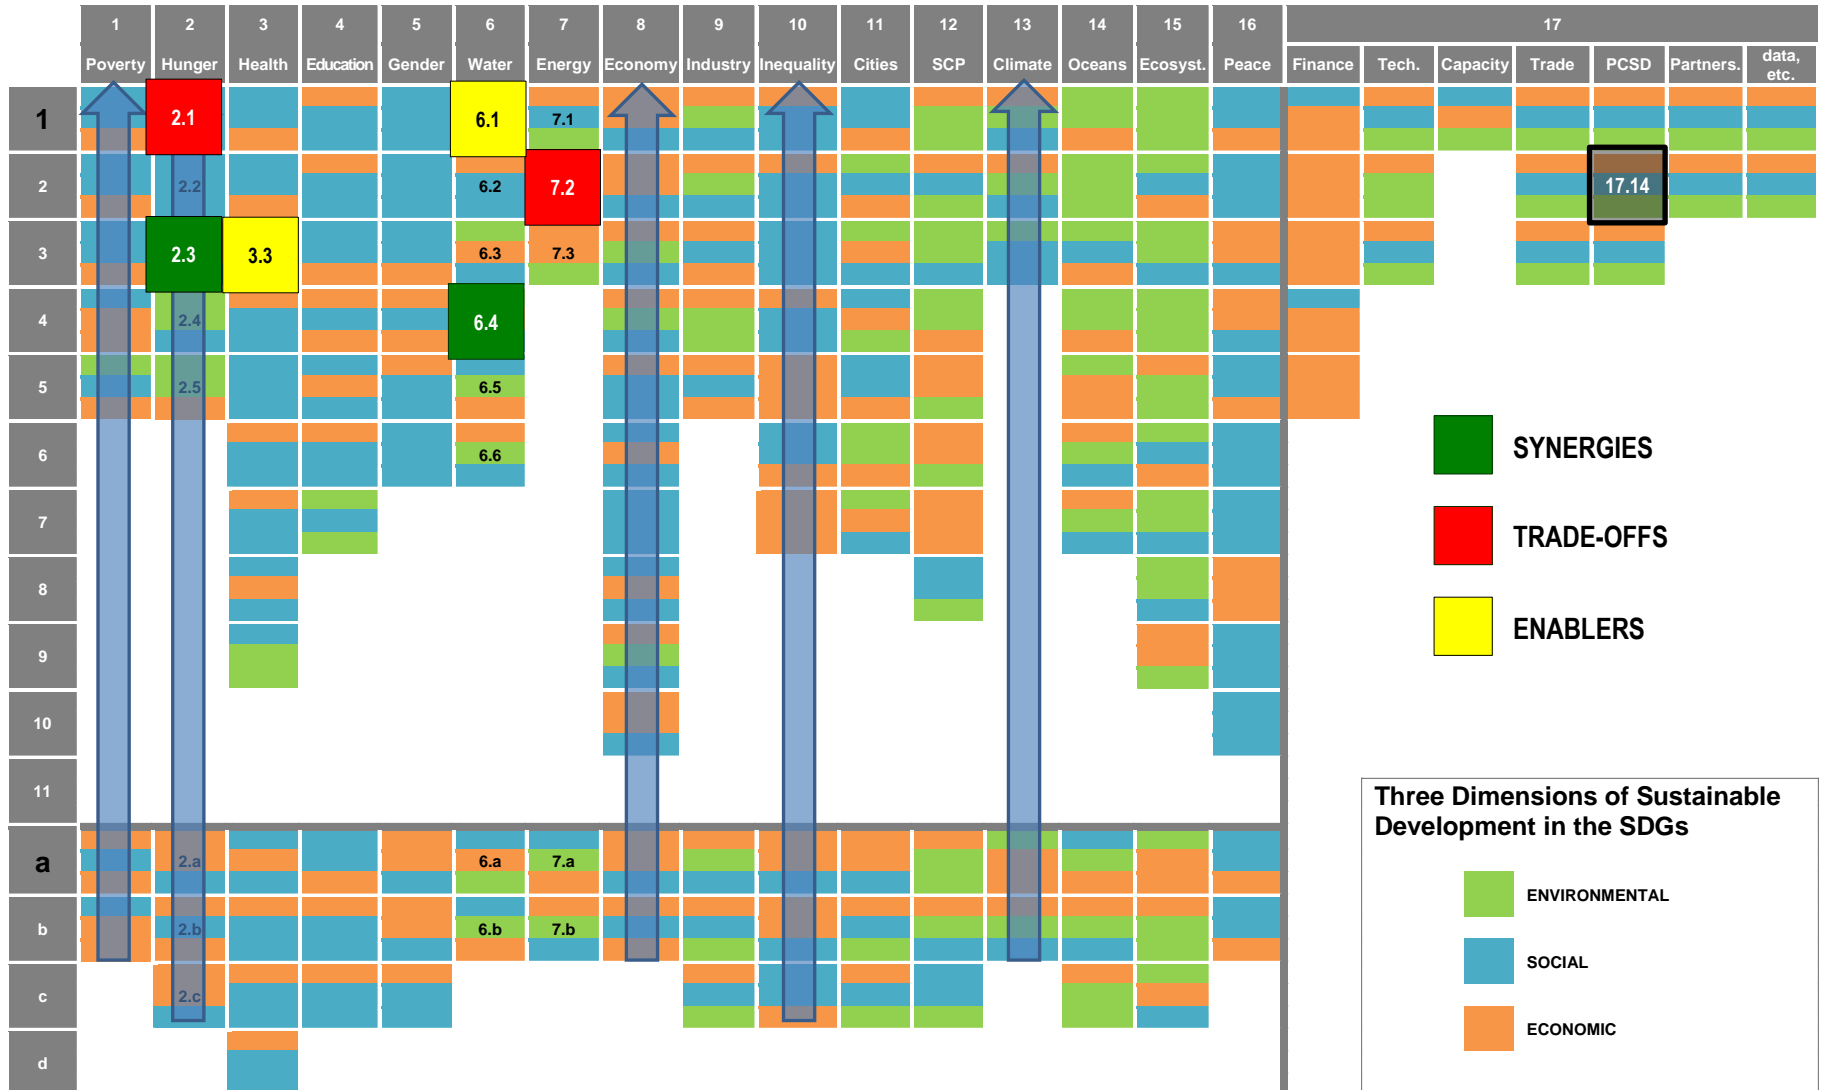 1 2 3 4 5 6 7 8 9 10 11 12 13 14 15 16 17
Poverty Hunger Health Education Gender Water Energy Economy Industry Inequality Cities SCP Climate Oceans Ecosyst. Peace Finance Tech. Capacity Trade PCSD Partners. data, etc.
1 2.1 6.1 7.1
2 2.2 6.2 7.2 17.14
3 2.3 3.3 6.3 7.3
4 2.4 6.4
5 2.5 6.5
6 6.6
7
8
9
10
11
a 2.a 6.a 7.a
b 2.b 6.b 7.b
c 2.c
d
SYNERGIES
TRADE-OFFS
ENABLERS
Three Dimensions of Sustainable
Development in the SDGs
ENVIRONMENTAL
SOCIAL
ECONOMIC